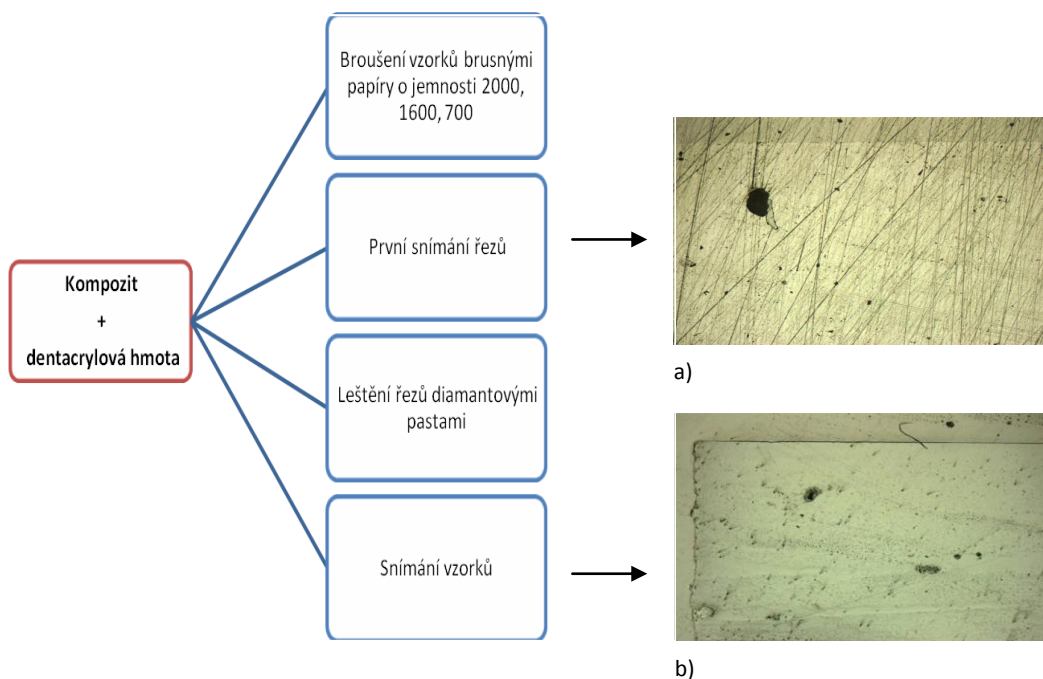 Kompozit
+
dentacrylová hmota
Broušení vzorků brusnými
papíry o jemnosti 2000,
1600, 700
První snímání řezů
Leštění řezů diamantovými
pastami
Snímání vzorků
a)
b)